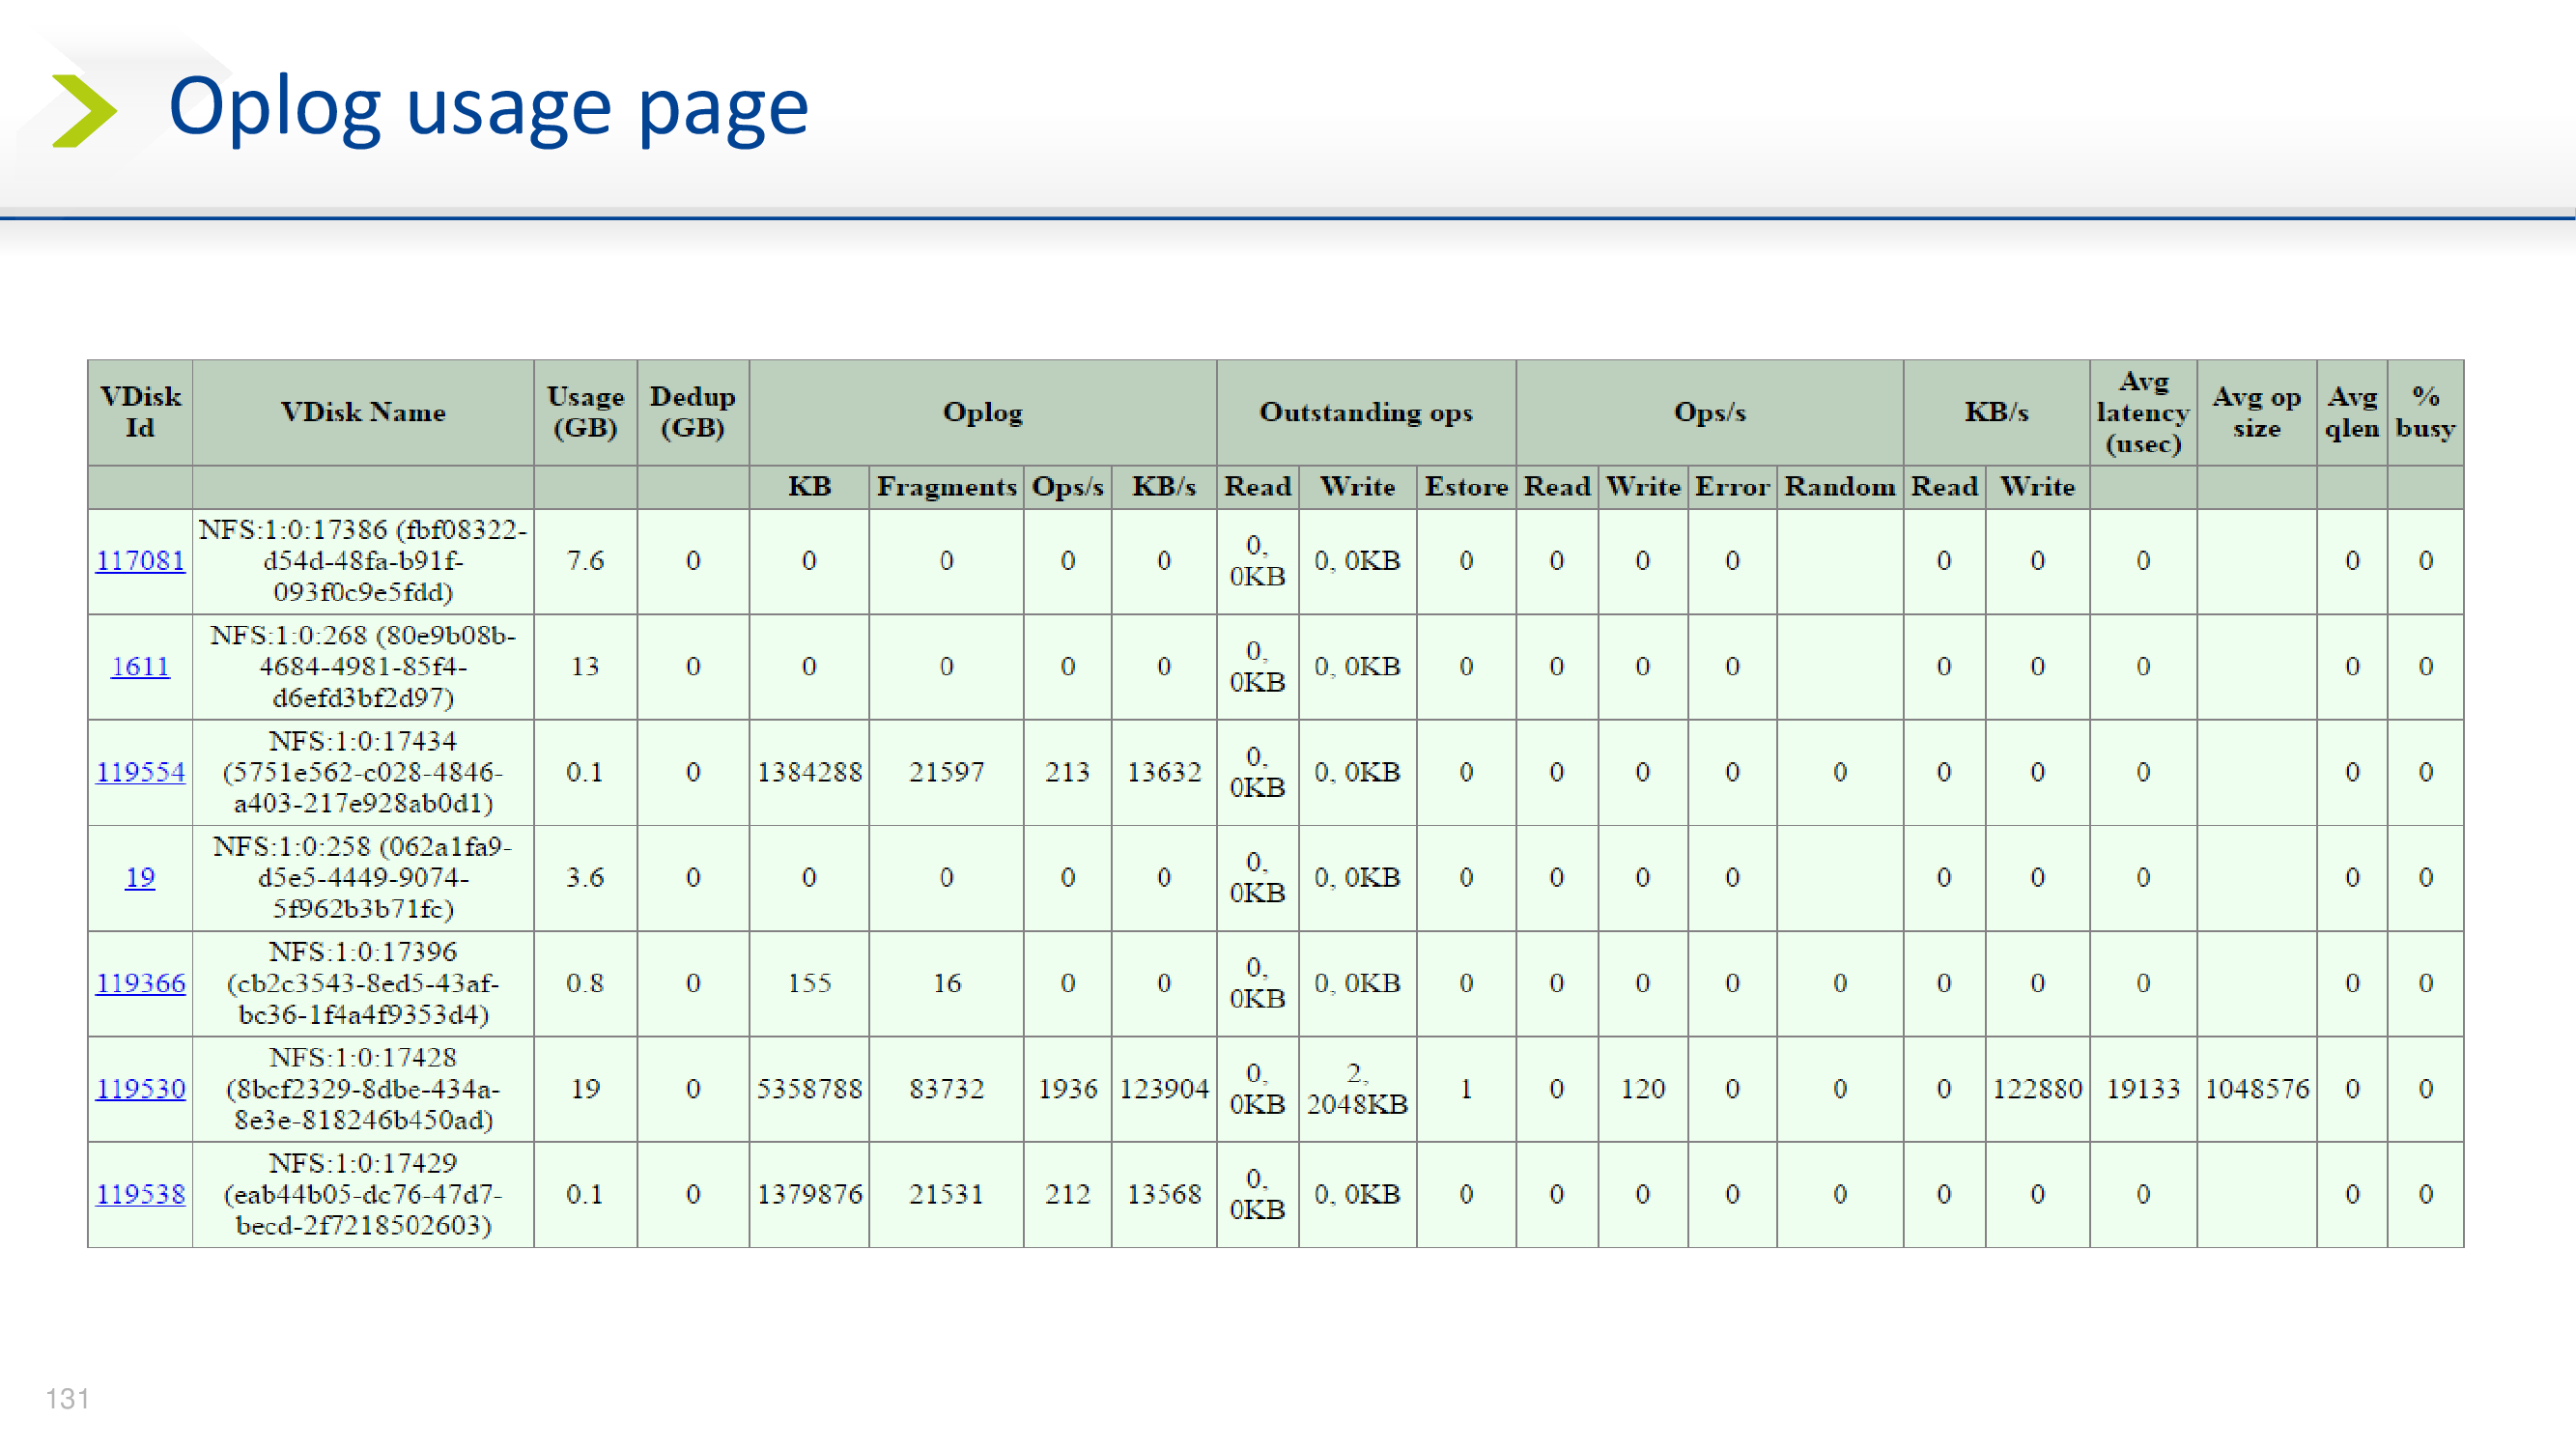 Oplog usage page
VDisk Id | VDisk Name | Usage (GB) | Dedup (GB) | Oplog | Outstanding ops | Ops/s | KB/s | Avg latency (usec) | Avg op size | Avg qlen | % busy
KB | Fragments | Ops/s | KB/s | Read | Write | Estore | Read | Write | Error | Random | Read | Write
117081 | NFS:1:0:17386 (fbf08322-d54d-48fa-b91f-093f0c9e5fdd) | 7.6 | 0 | 0 | 0 | 0 | 0 | 0, 0KB | 0, 0KB | 0 | 0 | 0 | 0 | | 0 | 0 | 0 | | 0 | 0
1611 | NFS:1:0:268 (80e9b08b-4684-4981-85f4-d6efd3bf2d97) | 13 | 0 | 0 | 0 | 0 | 0 | 0, 0KB | 0, 0KB | 0 | 0 | 0 | 0 | | 0 | 0 | 0 | | 0 | 0
119554 | NFS:1:0:17434 (5751e562-c028-4846-a403-217e928ab0d1) | 0.1 | 0 | 1384288 | 21597 | 213 | 13632 | 0, 0KB | 0, 0KB | 0 | 0 | 0 | 0 | 0 | 0 | 0 | 0 | | 0 | 0
19 | NFS:1:0:258 (062a1fa9-d5e5-4449-9074-5f962b3b71fc) | 3.6 | 0 | 0 | 0 | 0 | 0 | 0, 0KB | 0, 0KB | 0 | 0 | 0 | 0 | | 0 | 0 | 0 | | 0 | 0
119366 | NFS:1:0:17396 (cb2c3543-8ed5-43af-bc36-1f4a4f9353d4) | 0.8 | 0 | 155 | 16 | 0 | 0 | 0, 0KB | 0, 0KB | 0 | 0 | 0 | 0 | 0 | 0 | 0 | 0 | | 0 | 0
119530 | NFS:1:0:17428 (8bcf2329-8dbe-434a-8e3e-818246b450ad) | 19 | 0 | 5358788 | 83732 | 1936 | 123904 | 0, 0KB | 2, 2048KB | 1 | 0 | 120 | 0 | 0 | 0 | 122880 | 19133 | 1048576 | 0 | 0
119538 | NFS:1:0:17429 (eab44b05-dc76-47d7-becd-2f7218502603) | 0.1 | 0 | 1379876 | 21531 | 212 | 13568 | 0, 0KB | 0, 0KB | 0 | 0 | 0 | 0 | 0 | 0 | 0 | 0 | | 0 | 0
131